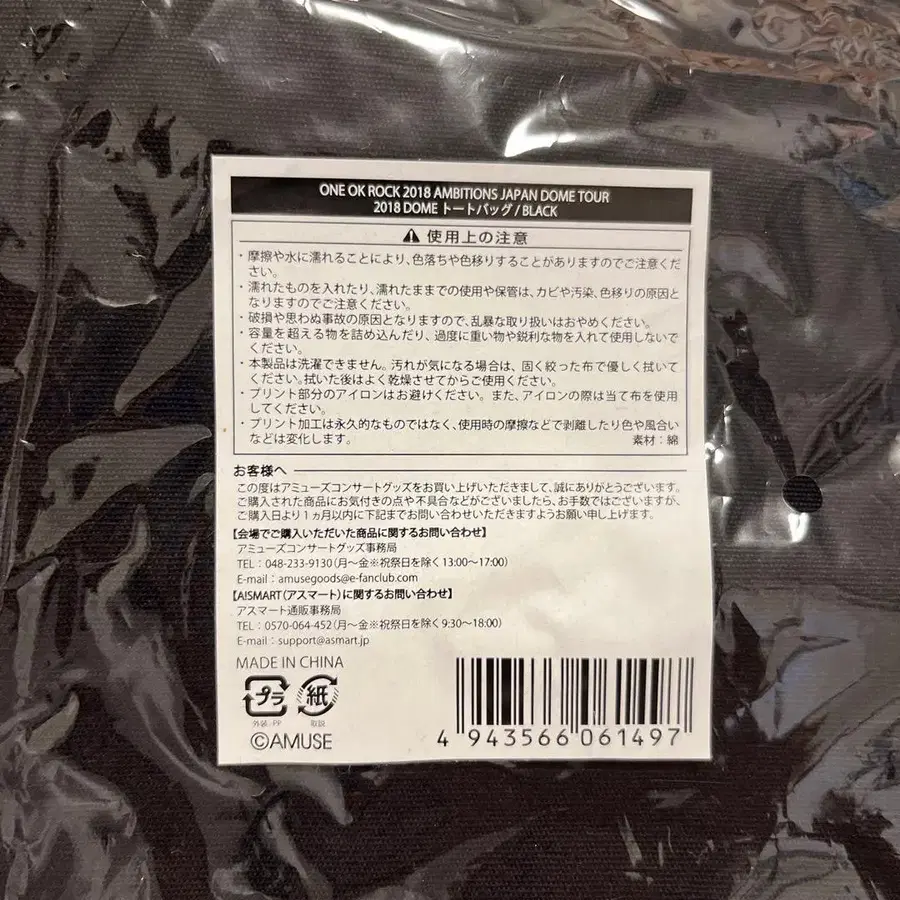 ONE OK ROCK 2018 AMBITIONS JAPAN DOME TOUR
2018 DOME トートバッグ / BLACK
⚠ 使用上の注意
・摩擦や水に濡れることにより、色落ちや色移りすることがありますのでご注意くだ
さい。
・濡れたものを入れたり、濡れたままでの使用や保管は、カビや汚染、色移りの原因と
なりますのでご注意ください。
・破損や思わぬ事故の原因となりますので、乱暴な取り扱いはおやめください。
・容量を超える物を詰め込んだり、過度に重い物や鋭利な物を入れて使用しないで
ください。
・本製品は洗濯できません。汚れが気になる場合は、固く絞った布で優しく拭いて
ください。拭いた後はよく乾燥させてからご使用ください。
・プリント部分のアイロンはお避けください。また、アイロンの際は当て布を使用
してください。
・プリント加工は永久的なものではなく、使用時の摩擦などで剥離したり色や風合い
などは変化します。 素材：綿
お客様へ
この度はアミューズコンサートグッズをお買い上げいただきまして、誠にありがとうございます。
ご購入された商品にお気付きの点や不具合などがございましたら、お手数ではございますが、
ご購入日より1ヵ月以内に下記までお問い合わせいただきますようお願い申し上げます。
【会場でご購入いただいた商品に関するお問い合わせ】
アミューズコンサートグッズ事務局
TEL：048-233-9130（月～金※祝祭日を除く13:00～17:00）
E-mail：amusegoods@e-fanclub.com
【A!SMART（アスマート）に関するお問い合わせ】
アスマート通販事務局
TEL：0570-064-452（月～金※祝祭日を除く9:30～18:00）
E-mail：support@asmart.jp
MADE IN CHINA
プラ 紙
外装：PP 取説
©AMUSE
4 943566 061497